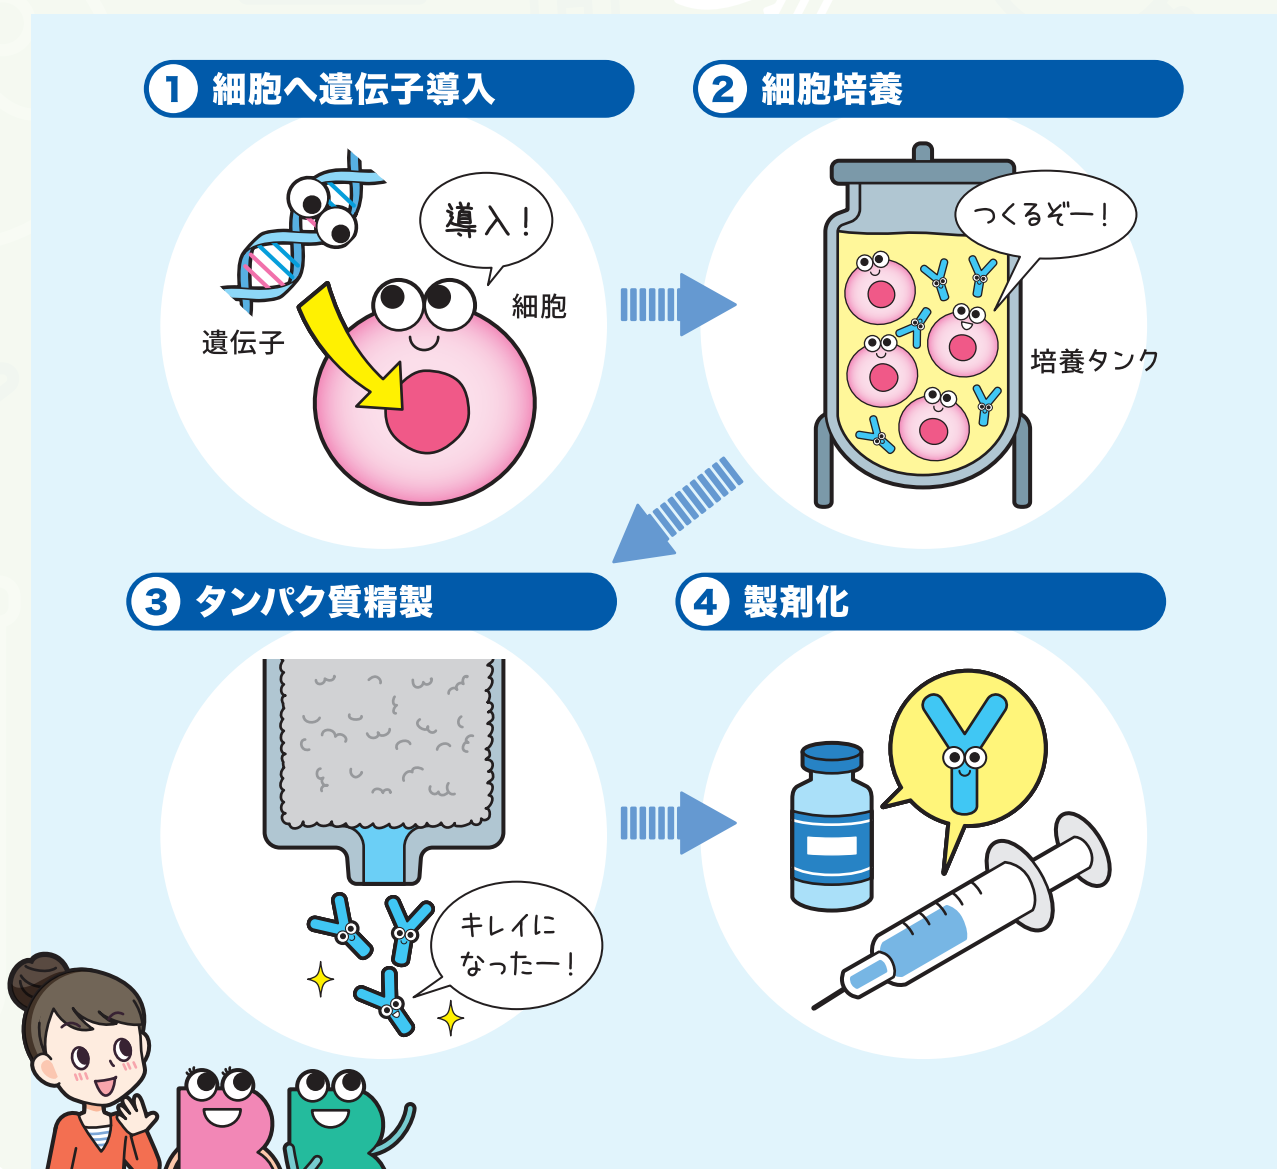 1 細胞へ遺伝子導入
導入！
遺伝子
細胞
2 細胞培養
つくるぞー！
培養タンク
3 タンパク質精製
キレイに
なったー！
4 製剤化